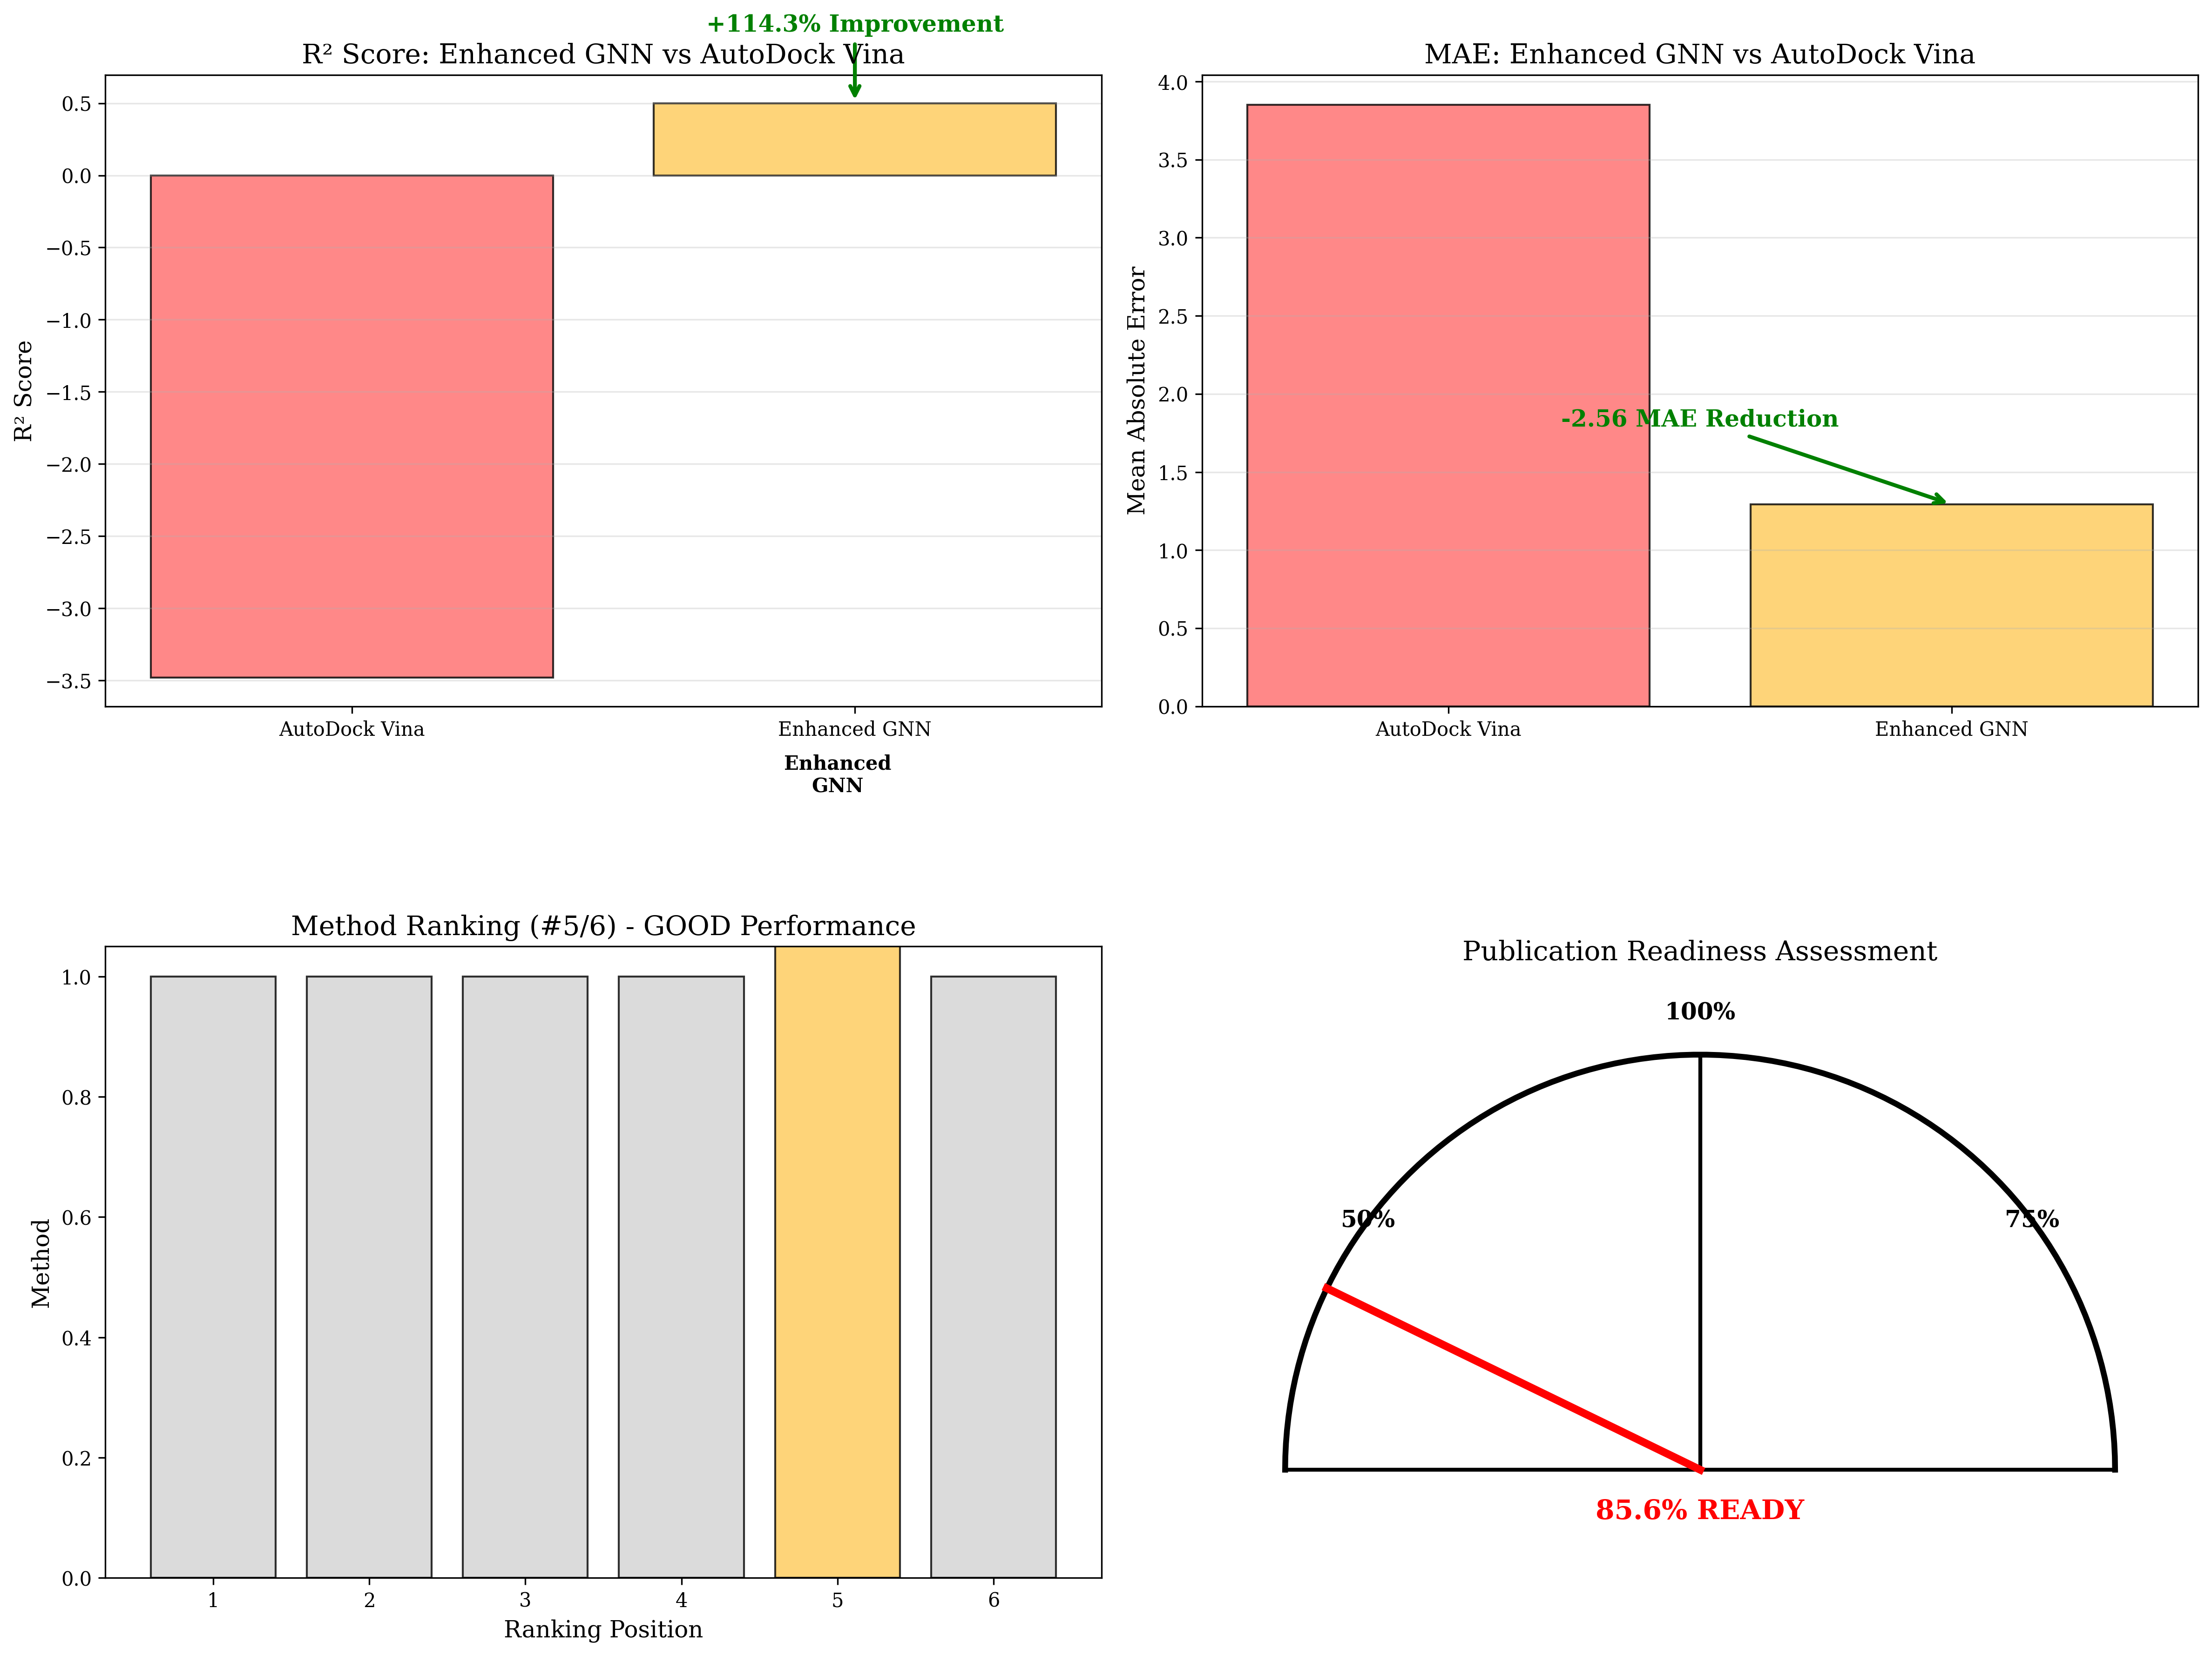 +114.3% Improvement
R² Score: Enhanced GNN vs AutoDock Vina
R² Score
0.5
0.0
−0.5
−1.0
−1.5
−2.0
−2.5
−3.0
−3.5
AutoDock Vina
Enhanced GNN
MAE: Enhanced GNN vs AutoDock Vina
Mean Absolute Error
4.0
3.5
3.0
2.5
2.0
1.5
1.0
0.5
0.0
-2.56 MAE Reduction
AutoDock Vina
Enhanced GNN
Enhanced
GNN
Method Ranking (#5/6) - GOOD Performance
Method
1.0
0.8
0.6
0.4
0.2
0.0
1
2
3
4
5
6
Ranking Position
Publication Readiness Assessment
100%
50%
75%
85.6% READY